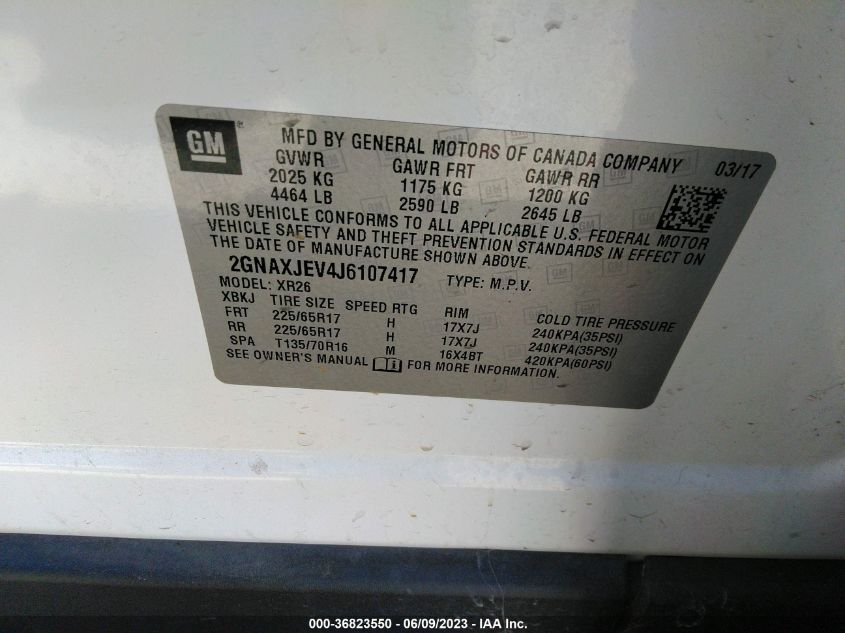 GM
MFD BY GENERAL MOTORS OF CANADA COMPANY 03/17
GVWR GAWR FRT GAWR RR
2025 KG 1175 KG 1200 KG
4464 LB 2590 LB 2645 LB
THIS VEHICLE CONFORMS TO ALL APPLICABLE U.S. FEDERAL MOTOR
VEHICLE SAFETY AND THEFT PREVENTION STANDARDS IN EFFECT ON
THE DATE OF MANUFACTURE SHOWN ABOVE.
2GNAXJEV4J6107417 TYPE: M.P.V.
MODEL: XR26
XBKJ TIRE SIZE SPEED RTG RIM COLD TIRE PRESSURE
FRT 225/65R17 H 17X7J 240KPA(35PSI)
RR 225/65R17 H 17X7J 240KPA(35PSI)
SPA T135/70R16 M 16X4BT 420KPA(60PSI)
SEE OWNER'S MANUAL FOR MORE INFORMATION.
000-36823550 - 06/09/2023 - IAA Inc.